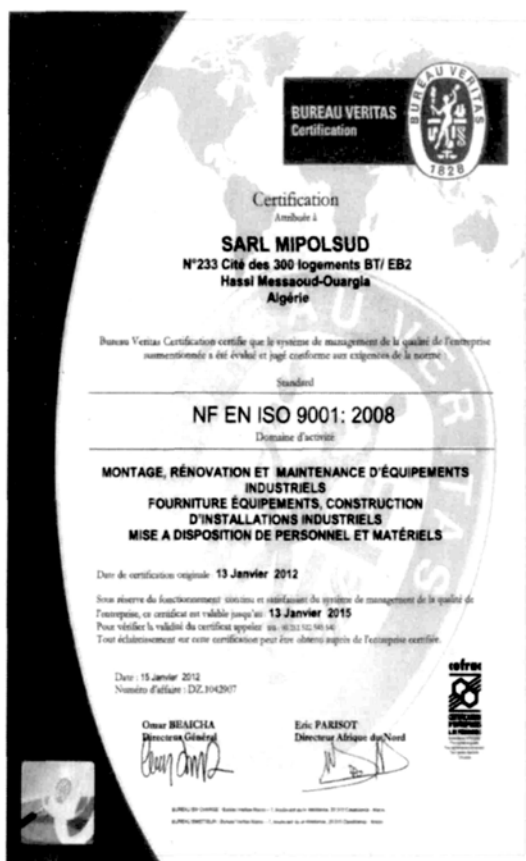 BUREAU VERITAS
Certification
BUREAU VERITAS
1828
Certification
Attribuée à
SARL MIPOLSUD
N°233 Cité des 300 logements BT/ EB2
Hassi Messaoud-Ouargla
Algérie
Bureau Veritas Certification certifie que le système de management de la qualité de l'entreprise
susmentionnée a été évalué et jugé conforme aux exigences de la norme :
Standard
NF EN ISO 9001: 2008
Domaine d'activité
MONTAGE, RÉNOVATION ET MAINTENANCE D'ÉQUIPEMENTS
INDUSTRIELS
FOURNITURE ÉQUIPEMENTS, CONSTRUCTION
D'INSTALLATIONS INDUSTRIELS
MISE A DISPOSITION DE PERSONNEL ET MATÉRIELS
Date de certification originale: 13 Janvier 2012
Sous réserve du fonctionnement continu et satisfaisant du système de management de la qualité de
l'entreprise, ce certificat est valable jusqu'au: 13 Janvier 2015
Pour vérifier la validité du certificat appelez
Tout éclaircissement sur cette certification peut être obtenu auprès de l'entreprise certifiée.
Date : 15 Janvier 2012
Numéro d'affaire : DZ.1042907
cofrac
Omar BEAICHA
Directeur Général
Eric PARISOT
Directeur Afrique du Nord